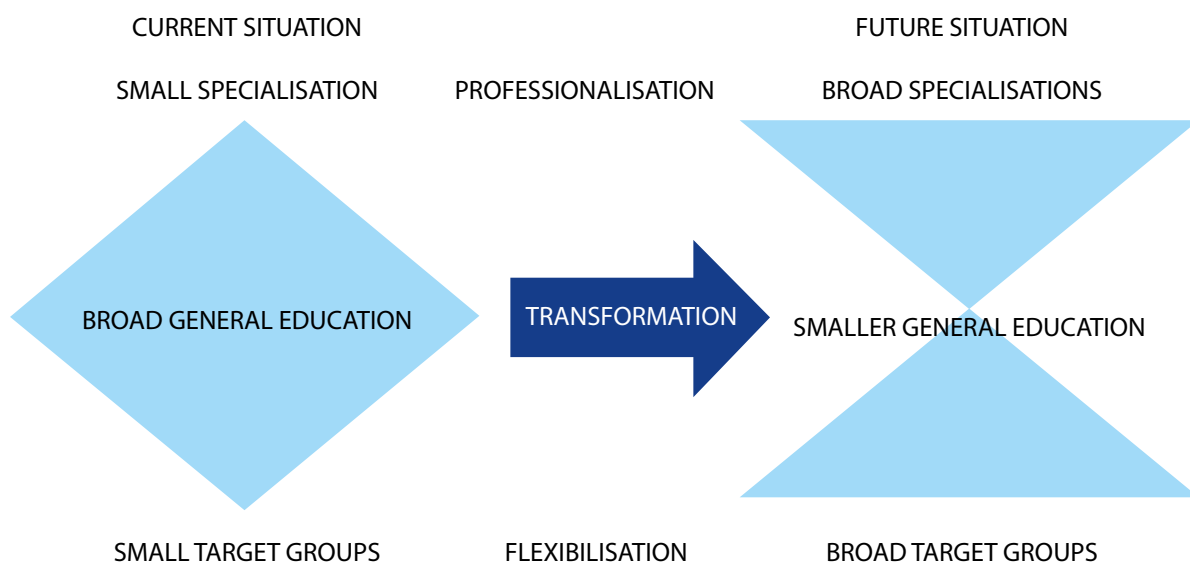 CURRENT SITUATION
FUTURE SITUATION
SMALL SPECIALISATION
PROFESSIONALISATION
BROAD SPECIALISATIONS
BROAD GENERAL EDUCATION
TRANSFORMATION
SMALLER GENERAL EDUCATION
SMALL TARGET GROUPS
FLEXIBILISATION
BROAD TARGET GROUPS